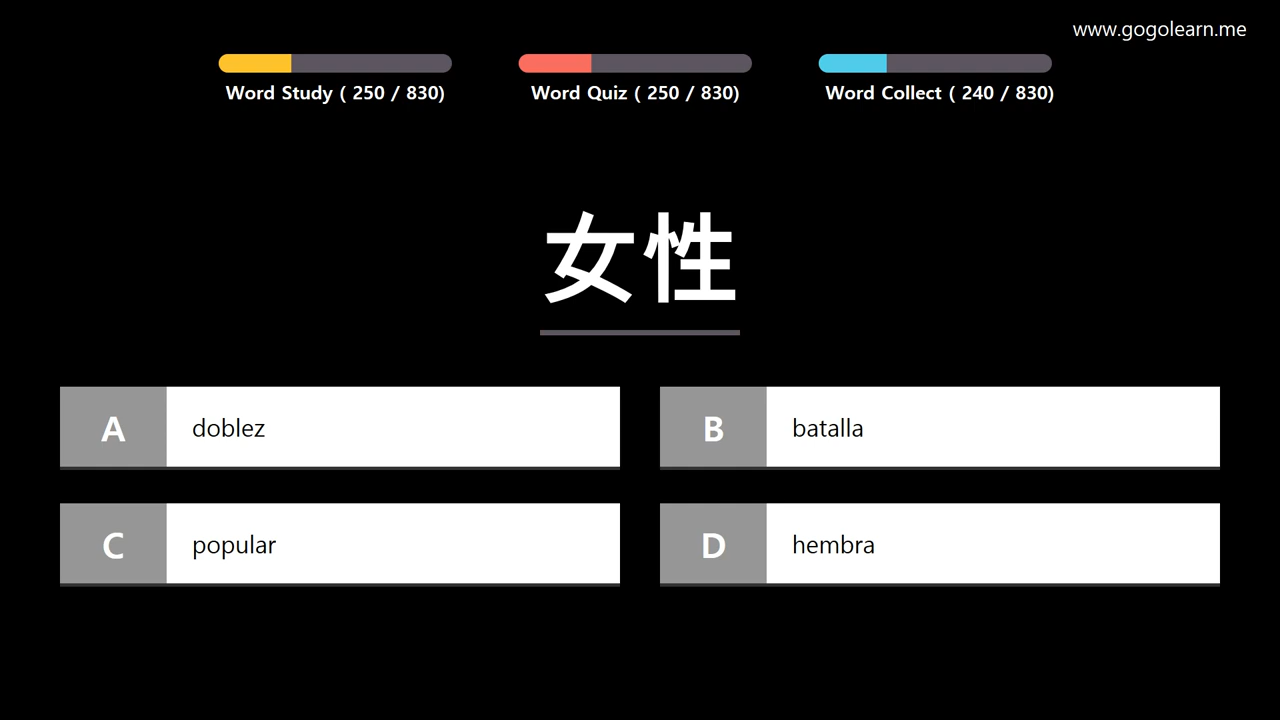 www.gogolearn.me
Word Study ( 250 / 830)
Word Quiz ( 250 / 830)
Word Collect ( 240 / 830)
女性
A doblez
B batalla
C popular
D hembra